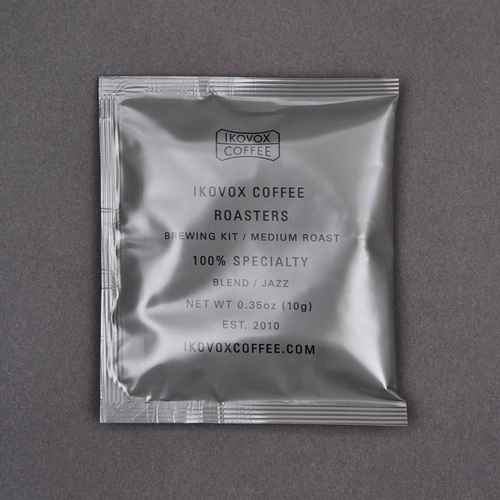 IKOVOX
COFFEE
IKOVOX COFFEE
ROASTERS
BREWING KIT / MEDIUM ROAST
100% SPECIALTY
BLEND / JAZZ
NET WT 0.35oz (10g)
EST. 2010
IKOVOXCOFFEE.COM